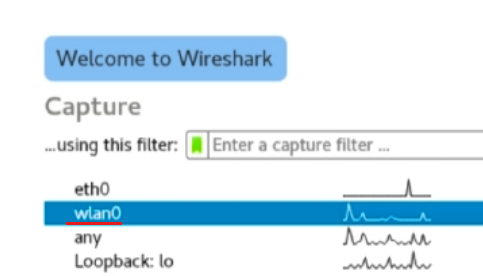 Welcome to Wireshark
Capture
...using this filter: Enter a capture filter ...
eth0
wlan0
any
Loopback: lo